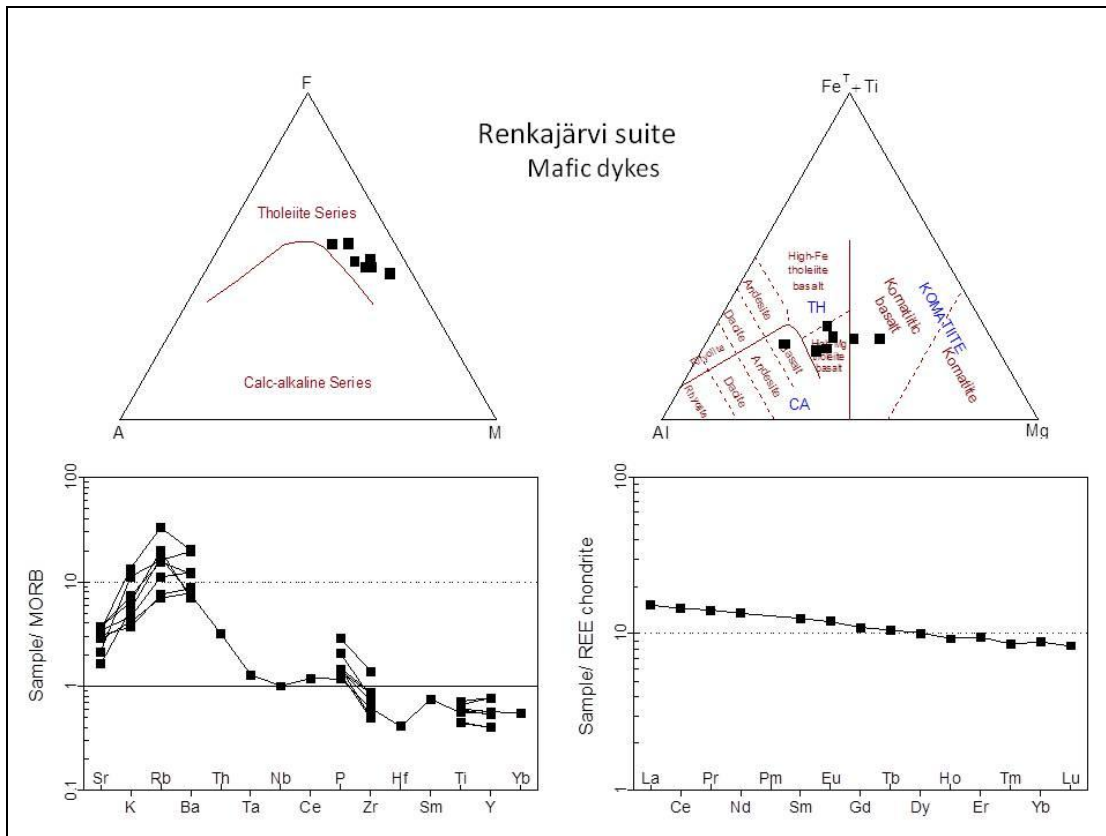 Renkajärvi suite
Mafic dykes
F
Tholeiite Series
Calc-alkaline Series
A
M
Fe^T + Ti
High-Fe
tholeiite
basalt
TH
Andesite
Dacite
Rhyolite
Basalt
Andesite
Dacite
Rhyolite
CA
tholeiite
basalt
Komatiitic
basalt
KOMATIITE
Komatiite
Al
Mg
Sample/ MORB
100
10
1
0.1
Sr Rb Th Nb P Hf Ti Yb
K Ba Ta Ce Zr Sm Y
Sample/ REE chondrite
100
10
1
La Pr Pm Eu Tb Ho Tm Lu
Ce Nd Sm Gd Dy Er Yb